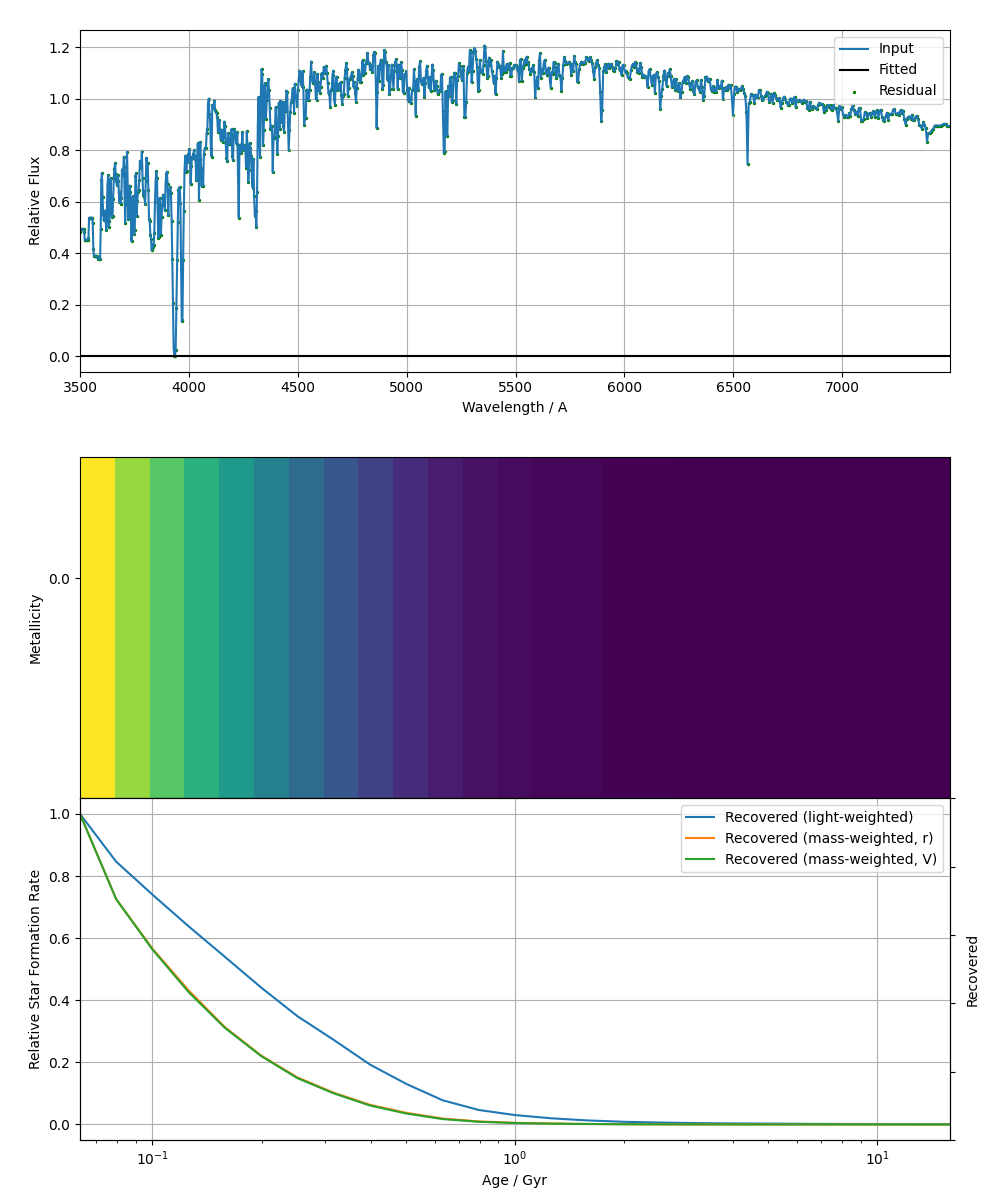 1.2
1.0
0.8
0.6
0.4
0.2
0.0
Relative Flux
Input
Fitted
Residual
3500 4000 4500 5000 5500 6000 6500 7000
Wavelength / A
0.0
Metallicity
1.0
0.8
0.6
0.4
0.2
0.0
Relative Star Formation Rate
Recovered (light-weighted)
Recovered (mass-weighted, r)
Recovered (mass-weighted, V)
Recovered
10⁻¹ 10⁰ 10¹
Age / Gyr